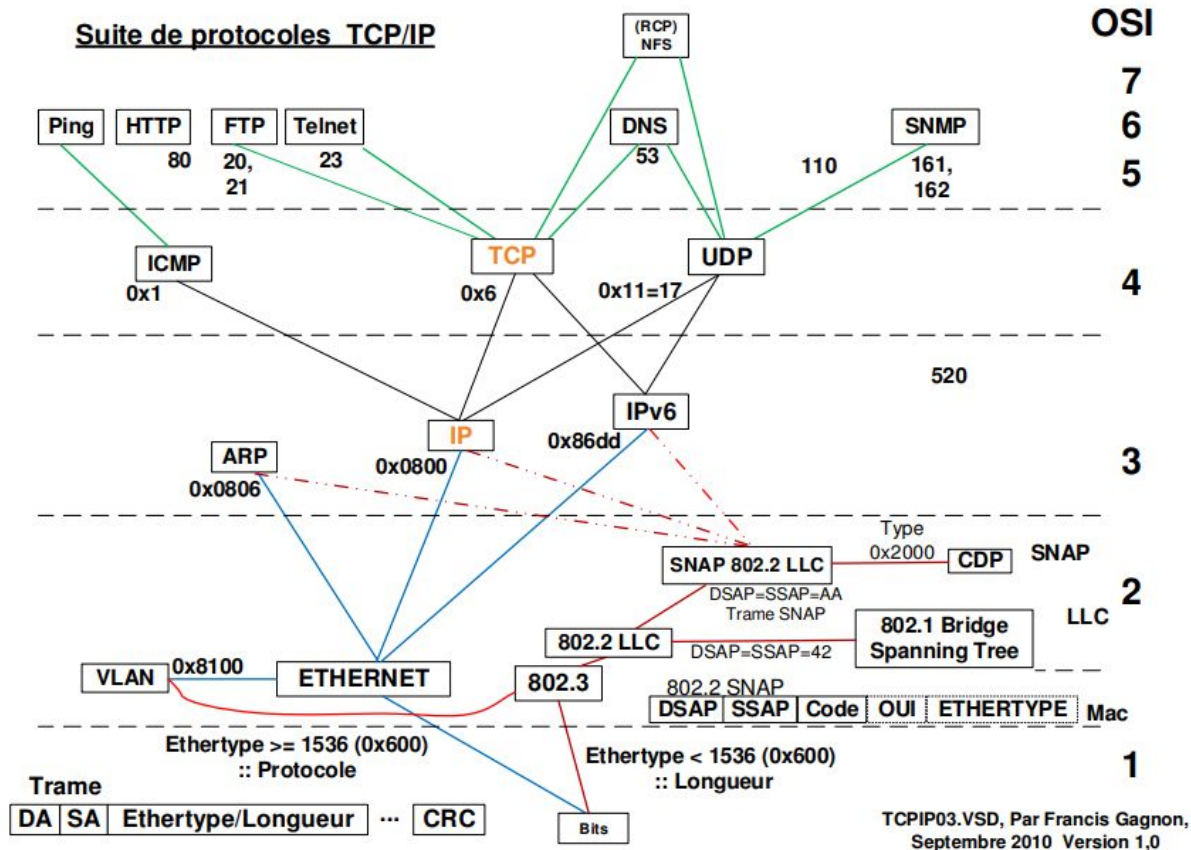 Suite de protocoles TCP/IP
(RCP)
NFS
OSI
7
Ping
HTTP
FTP
Telnet
DNS
SNMP
6
80
20,
21
23
53
110
161,
162
5
ICMP
TCP
UDP
0x1
0x6
0x11=17
4
520
IPv6
IP
0x86dd
ARP
0x0800
0x0806
3
Type
0x2000
SNAP 802.2 LLC
CDP
SNAP
DSAP=SSAP=AA
Trame SNAP
2
LLC
802.2 LLC
DSAP=SSAP=42
802.1 Bridge
Spanning Tree
VLAN
0x8100
ETHERNET
802.3
802.2 SNAP
DSAP SSAP Code OUI ETHERTYPE
Mac
Ethertype >= 1536 (0x600)
:: Protocole
Ethertype < 1536 (0x600)
:: Longueur
1
Trame
DA SA Ethertype/Longueur ... CRC
Bits
TCPIP03.VSD, Par Francis Gagnon,
Septembre 2010 Version 1,0